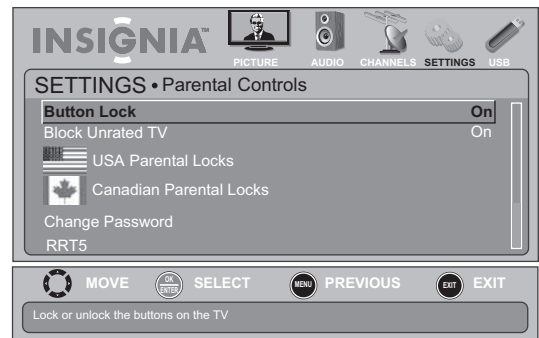 INSIGNIA™
PICTURE AUDIO CHANNELS SETTINGS USB
SETTINGS • Parental Controls
Button Lock On
Block Unrated TV On
USA Parental Locks
Canadian Parental Locks
Change Password
RRT5
MOVE OK ENTER SELECT MENU PREVIOUS EXIT EXIT
Lock or unlock the buttons on the TV